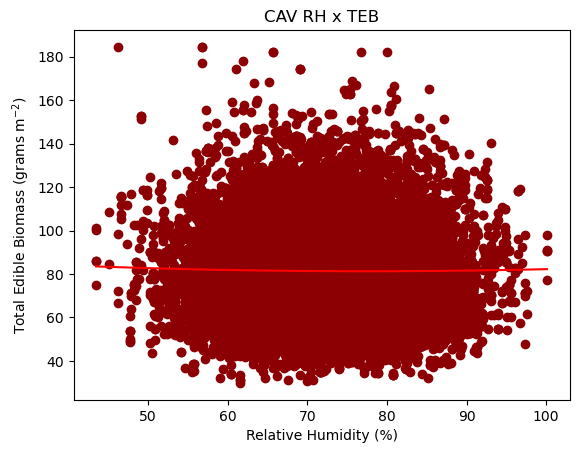 CAV RH x TEB
180
160
140
120
100
80
60
40
Total Edible Biomass (grams m⁻²)
50 60 70 80 90 100
Relative Humidity (%)